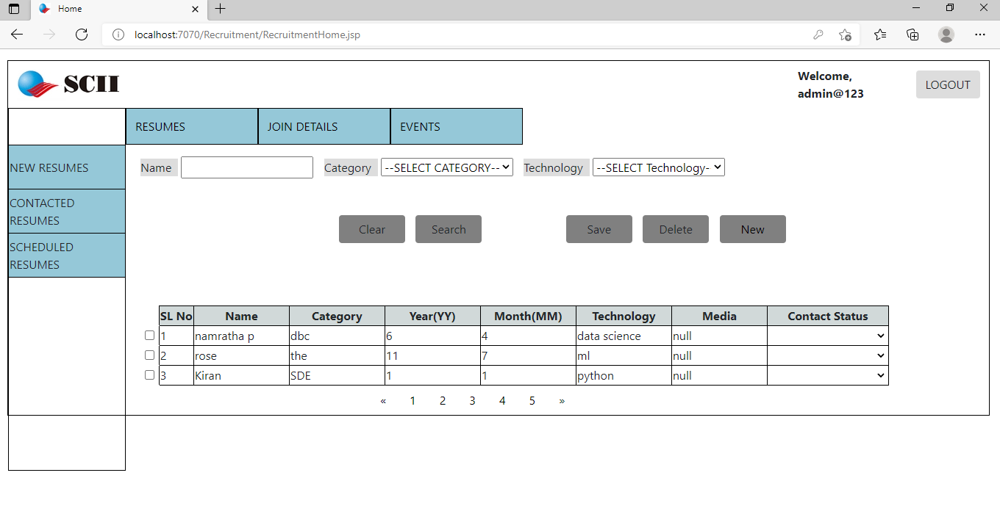 Home
localhost:7070/Recruitment/RecruitmentHome.jsp
SCII
Welcome,
admin@123
LOGOUT
RESUMES JOIN DETAILS EVENTS
NEW RESUMES
CONTACTED
RESUMES
SCHEDULED
RESUMES
Name Category --SELECT CATEGORY-- Technology --SELECT Technology-
Clear Search Save Delete New
SL No Name Category Year(YY) Month(MM) Technology Media Contact Status
1 namratha p dbc 6 4 data science null
2 rose the 11 7 ml null
3 Kiran SDE 1 1 python null
« 1 2 3 4 5 »